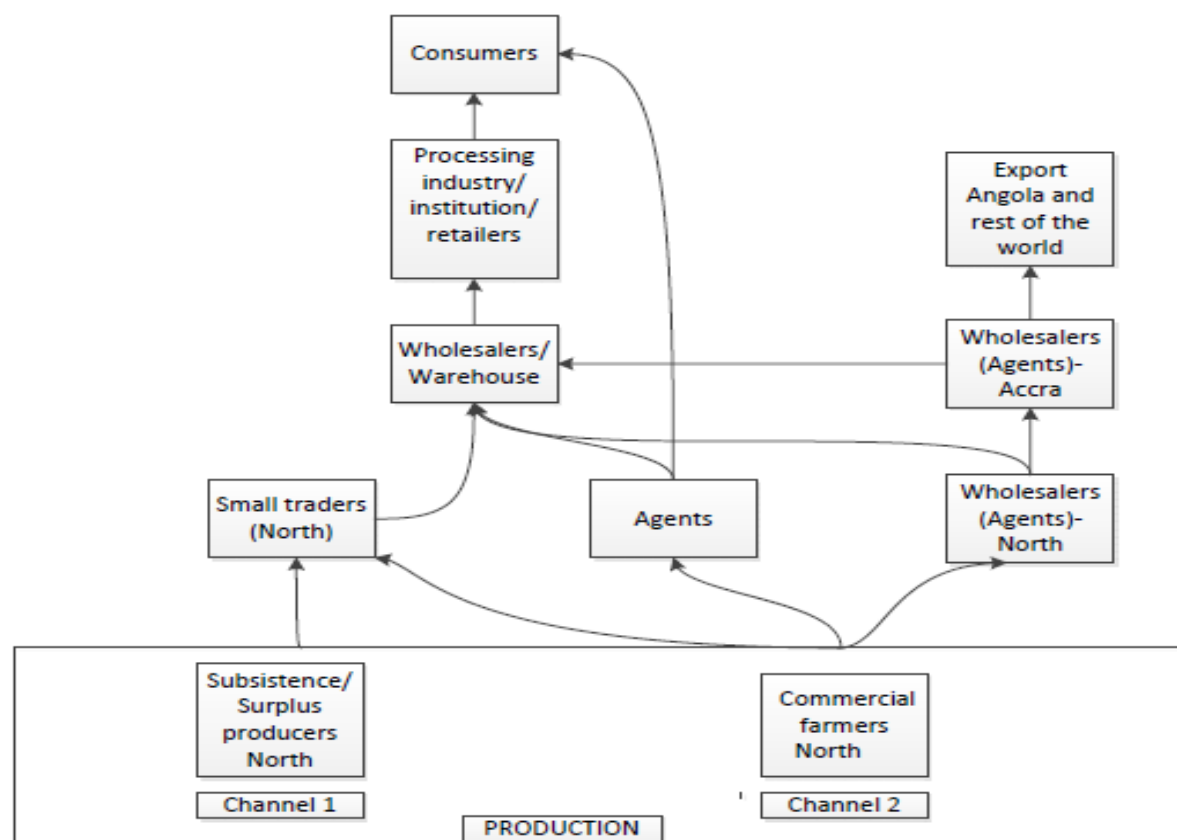 Consumers
Processing
industry/
institution/
retailers
Export
Angola and
rest of the
world
Wholesalers/
Warehouse
Wholesalers
(Agents)-
Accra
Small traders
(North)
Agents
Wholesalers
(Agents)-
North
Subsistence/
Surplus
producers
North
Commercial
farmers
North
Channel 1
Channel 2
PRODUCTION